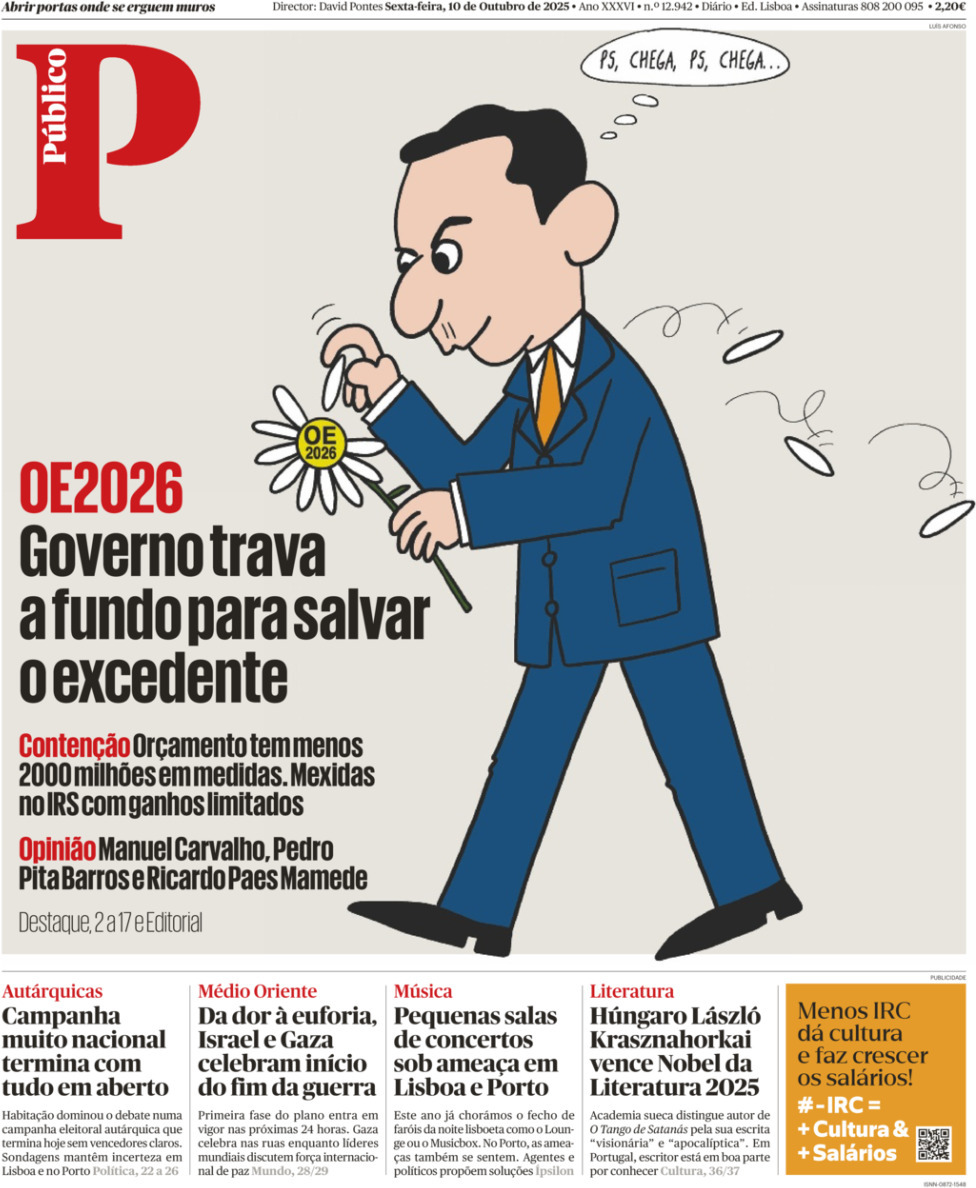 Abrir portas onde se erguem muros
Director: David Pontes Sexta-feira, 10 de Outubro de 2025 • Ano XXXVI • n.º 12.942 • Diário • Ed. Lisboa • Assinaturas 808 200 095 • 2,20€
LUÍS AFONSO
Público
P
PS, CHEGA, PS, CHEGA...
OE
2026
OE2026
Governo trava
a fundo para salvar
o excedente
Contenção Orçamento tem menos
2000 milhões em medidas. Mexidas
no IRS com ganhos limitados
Opinião Manuel Carvalho, Pedro
Pita Barros e Ricardo Paes Mamede
Destaque, 2 a 17 e Editorial
Autárquicas
Campanha
muito nacional
termina com
tudo em aberto
Habitação dominou o debate numa
campanha eleitoral autárquica que
termina hoje sem vencedores claros.
Sondagens mantêm incerteza em
Lisboa e no Porto Política, 22 a 26
Médio Oriente
Da dor à euforia,
Israel e Gaza
celebram início
do fim da guerra
Primeira fase do plano entra em
vigor nas próximas 24 horas. Gaza
celebra nas ruas enquanto líderes
mundiais discutem força internacio-
nal de paz Mundo, 28/29
Música
Pequenas salas
de concertos
sob ameaça em
Lisboa e Porto
Este ano já chorámos o fecho de
faróis da noite lisboeta como o Loun-
ge ou o Musicbox. No Porto, as amea-
ças também se sentem. Agentes e
políticos propõem soluções Ípsilon
Literatura
Húngaro László
Krasznahorkai
vence Nobel da
Literatura 2025
Academia sueca distingue autor de
O Tango de Satanás pela sua escrita
“visionária” e “apocalíptica”. Em
Portugal, escritor está em boa parte
por conhecer Cultura, 36/37
PUBLICIDADE
Menos IRC
dá cultura
e faz crescer
os salários!
#-IRC =
+ Cultura &
+ Salários
ISNN-0872-1548